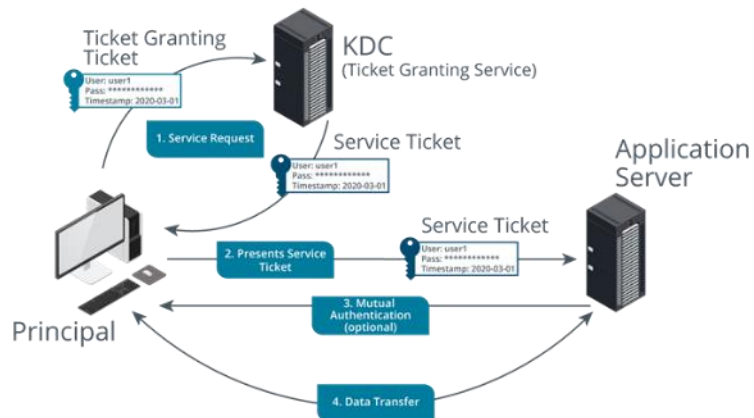 Ticket Granting
Ticket
User: user1
Pass: ************
Timestamp: 2020-03-01
KDC
(Ticket Granting Service)
1. Service Request
Service Ticket
User: user1
Pass: ************
Timestamp: 2020-03-01
Application
Server
Service Ticket
User: user1
Pass: ************
Timestamp: 2020-03-01
2. Presents Service
Ticket
3. Mutual
Authentication
(optional)
Principal
4. Data Transfer